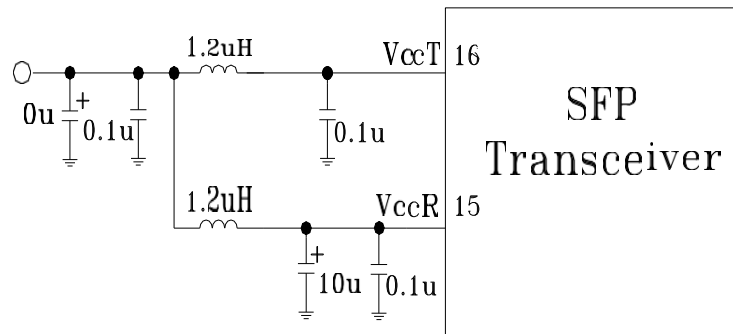 1.2uH
VccT 16
+
0u
0.1u
0.1u
SFP
Transceiver
1.2uH
VccR 15
+
10u
0.1u